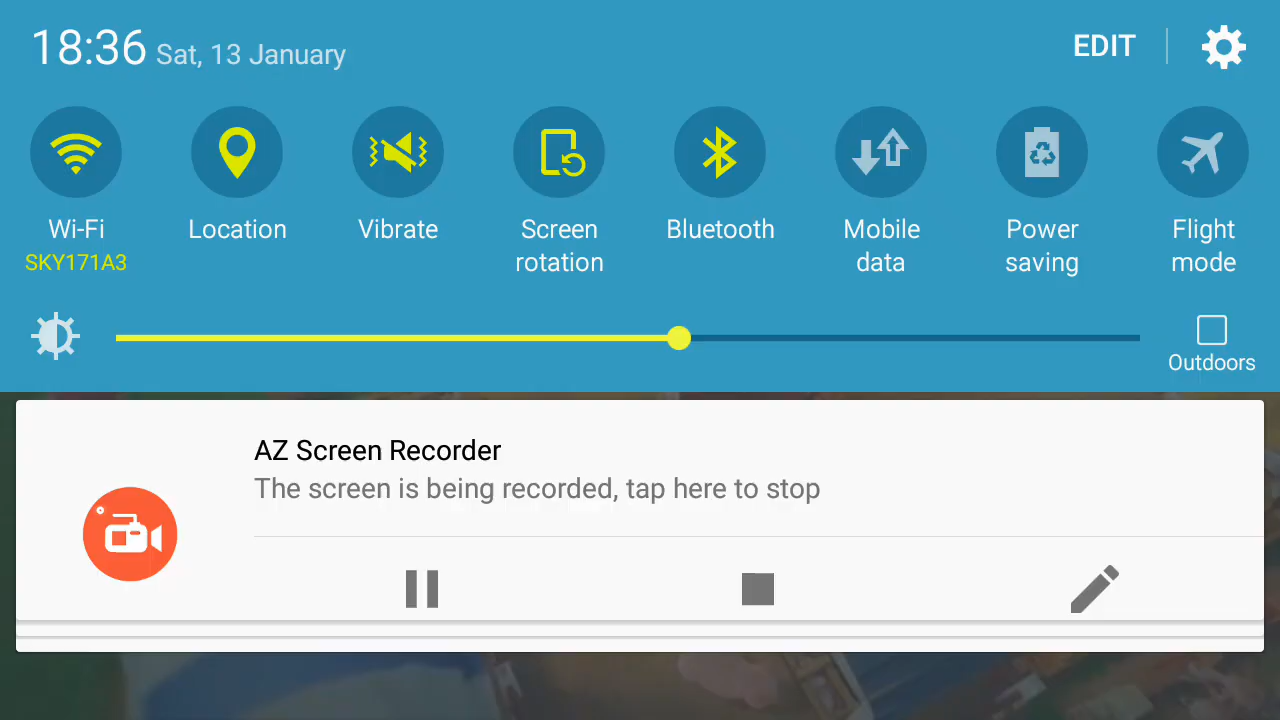 18:36 Sat, 13 January
EDIT
Wi-Fi
SKY171A3
Location
Vibrate
Screen
rotation
Bluetooth
Mobile
data
Power
saving
Flight
mode
Outdoors
AZ Screen Recorder
The screen is being recorded, tap here to stop